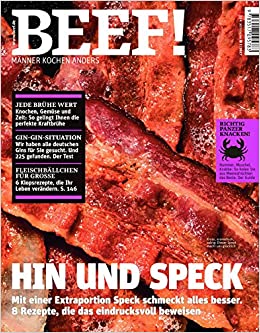 BEEF!
MÄNNER KOCHEN ANDERS
JEDE BRÜHE WERT
Knochen, Gemüse und
Zeit: So gelingt Ihnen die
perfekte Kraftbrühe
GIN-GIN-SITUATION
Wir haben alle deutschen
Gins für Sie gesucht. Und
225 gefunden. Der Test
FLEISCHBÄLLCHEN
FÜR GROSSE
6 Klopsrezepte, die Ihr
Leben verändern. S. 146
RICHTIG
PANZER
KNACKEN!
Hummer, Muschel,
HIN UND SPECK
Mit einer Extraportion Speck schmeckt alles besser.
8 Rezepte, die das eindrucksvoll beweisen